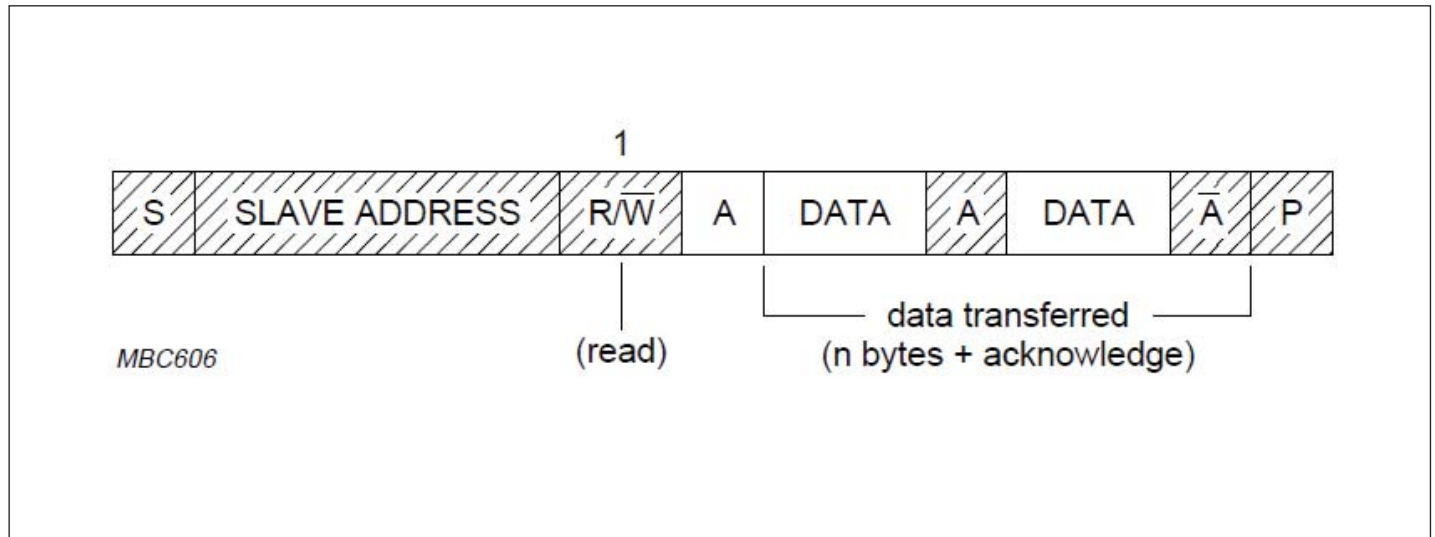 1
S SLAVE ADDRESS R/W̅ A DATA A DATA A̅ P
data transferred
(read) (n bytes + acknowledge)
MBC606